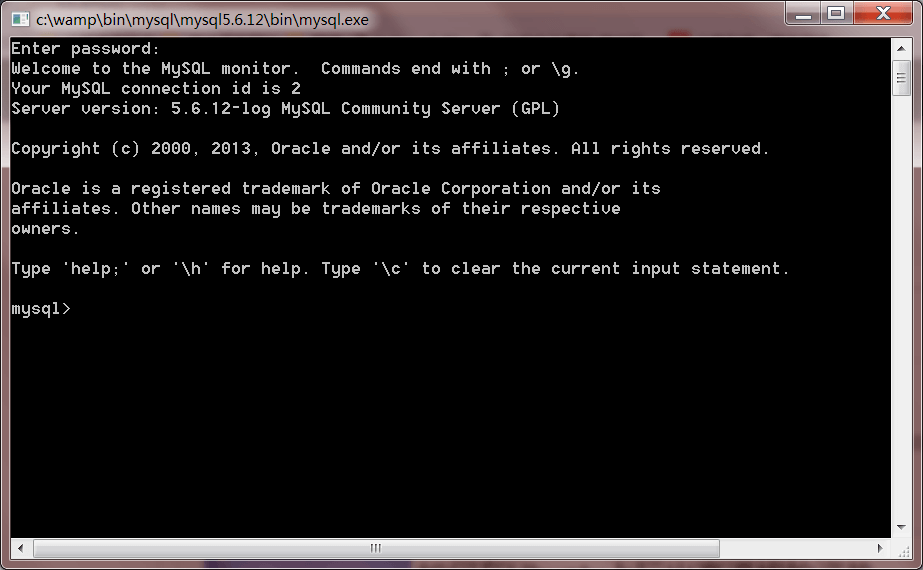 c:\wamp\bin\mysql\mysql5.6.12\bin\mysql.exe
Enter password:
Welcome to the MySQL monitor.  Commands end with ; or \g.
Your MySQL connection id is 2
Server version: 5.6.12-log MySQL Community Server (GPL)
Copyright (c) 2000, 2013, Oracle and/or its affiliates. All rights reserved.
Oracle is a registered trademark of Oracle Corporation and/or its
affiliates. Other names may be trademarks of their respective
owners.
Type 'help;' or '\h' for help. Type '\c' to clear the current input statement.
mysql>